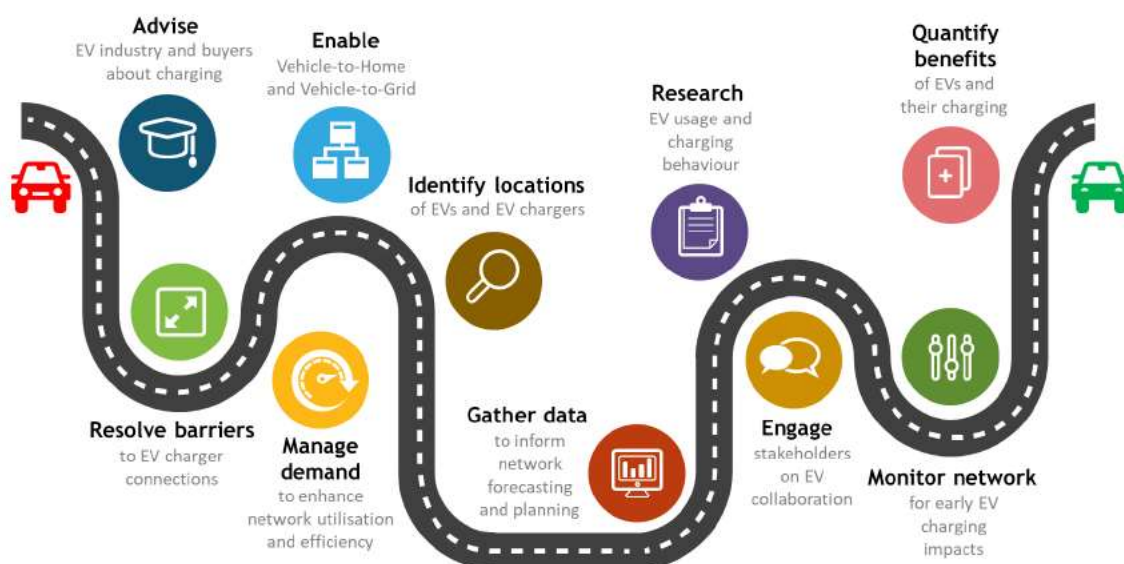 Advise
EV industry and buyers
about charging
Enable
Vehicle-to-Home
and Vehicle-to-Grid
Identify locations
of EVs and EV chargers
Research
EV usage and
charging
behaviour
Quantify
benefits
of EVs and
their charging
Resolve barriers
to EV charger
connections
Manage
demand
to enhance
network utilisation
and efficiency
Gather data
to inform
network
forecasting
and planning
Engage
stakeholders
on EV
collaboration
Monitor network
for early EV
charging
impacts